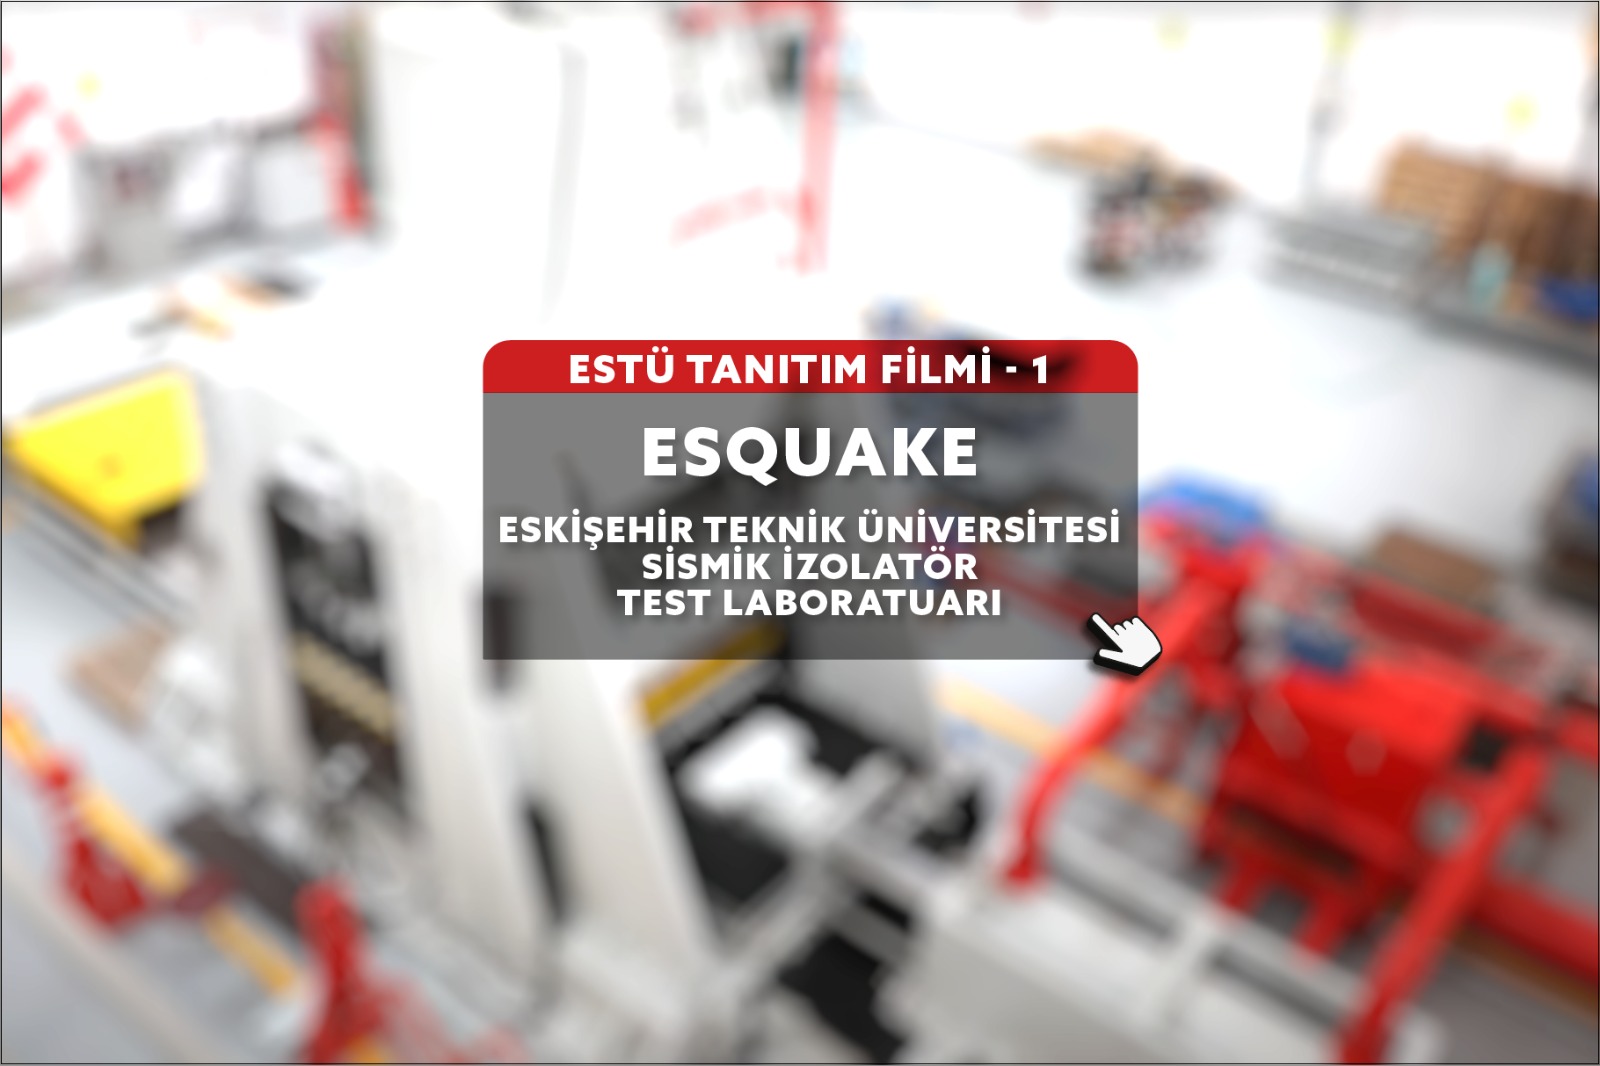 ESTÜ TANITIM FİLMİ - 1
ESQUAKE
ESKİŞEHİR TEKNİK ÜNİVERSİTESİ
SİSMİK İZOLATÖR
TEST LABORATUARI